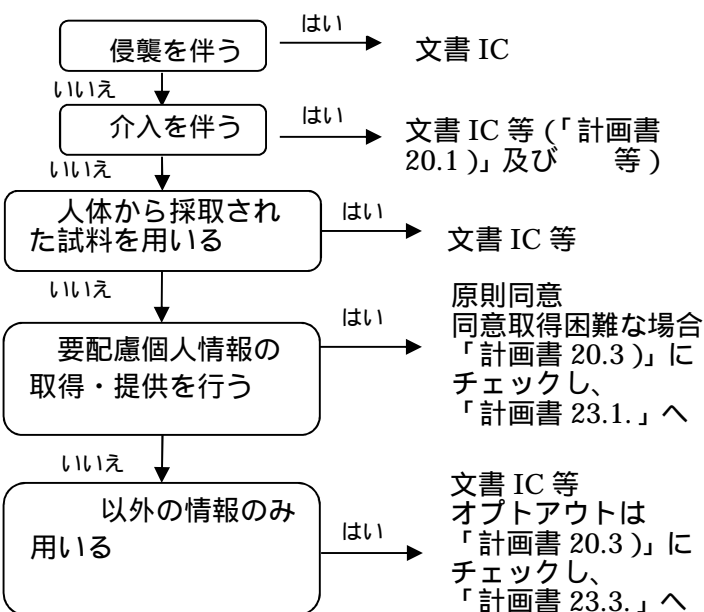 侵襲を伴う
はい
文書 IC
いいえ
介入を伴う
はい
文書 IC 等 (「計画書
20.1 )」及び 等 )
いいえ
人体から採取され
た試料を用いる
はい
文書 IC 等
いいえ
要配慮個人情報の
取得・提供を行う
はい
原則同意
同意取得困難な場合
「計画書 20.3 )」に
チェックし、
「計画書 23.1. 」へ
いいえ
以外の情報のみ
用いる
はい
文書 IC 等
オプトアウトは
「計画書 20.3 )」に
チェックし、
「計画書 23.3. 」へ